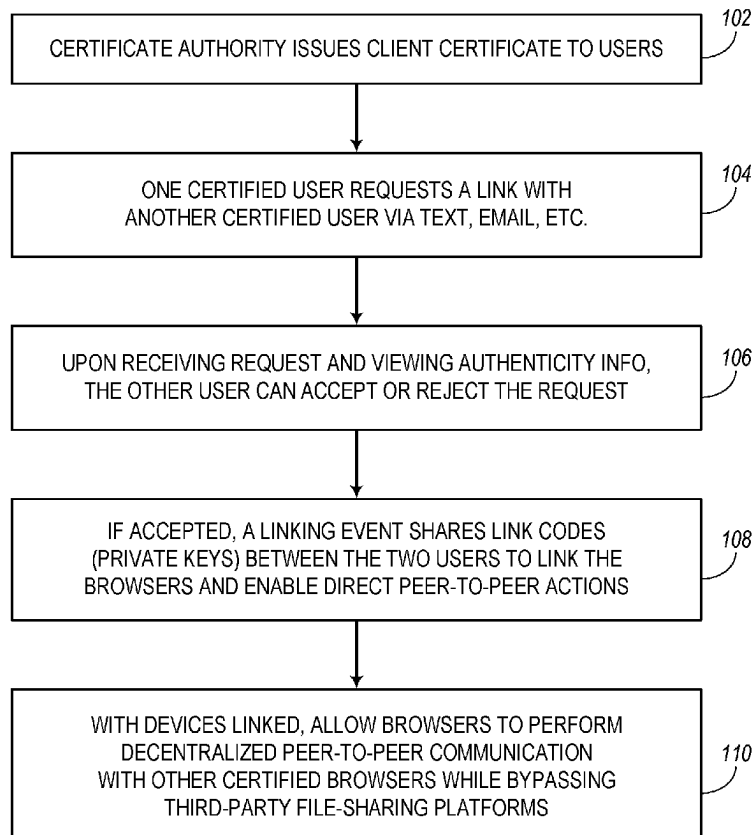 102
CERTIFICATE AUTHORITY ISSUES CLIENT CERTIFICATE TO USERS
104
ONE CERTIFIED USER REQUESTS A LINK WITH
ANOTHER CERTIFIED USER VIA TEXT, EMAIL, ETC.
106
UPON RECEIVING REQUEST AND VIEWING AUTHENTICITY INFO,
THE OTHER USER CAN ACCEPT OR REJECT THE REQUEST
108
IF ACCEPTED, A LINKING EVENT SHARES LINK CODES
(PRIVATE KEYS) BETWEEN THE TWO USERS TO LINK THE
BROWSERS AND ENABLE DIRECT PEER-TO-PEER ACTIONS
110
WITH DEVICES LINKED, ALLOW BROWSERS TO PERFORM
DECENTRALIZED PEER-TO-PEER COMMUNICATION
WITH OTHER CERTIFIED BROWSERS WHILE BYPASSING
THIRD-PARTY FILE-SHARING PLATFORMS